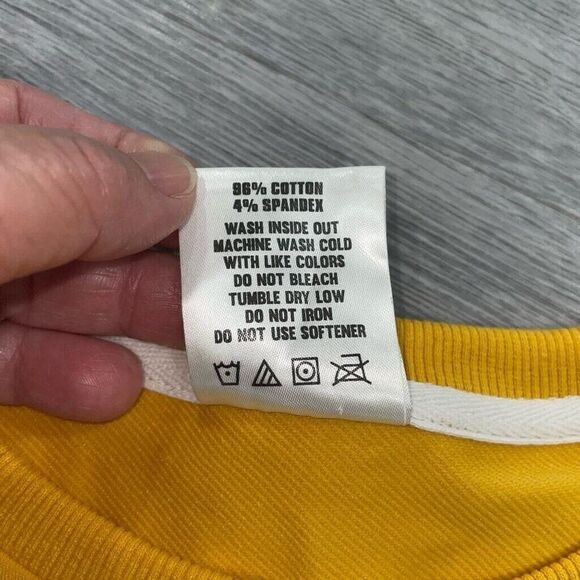 96% COTTON
4% SPANDEX
WASH INSIDE OUT
MACHINE WASH COLD
WITH LIKE COLORS
DO NOT BLEACH
TUMBLE DRY LOW
DO NOT IRON
DO NOT USE SOFTENER